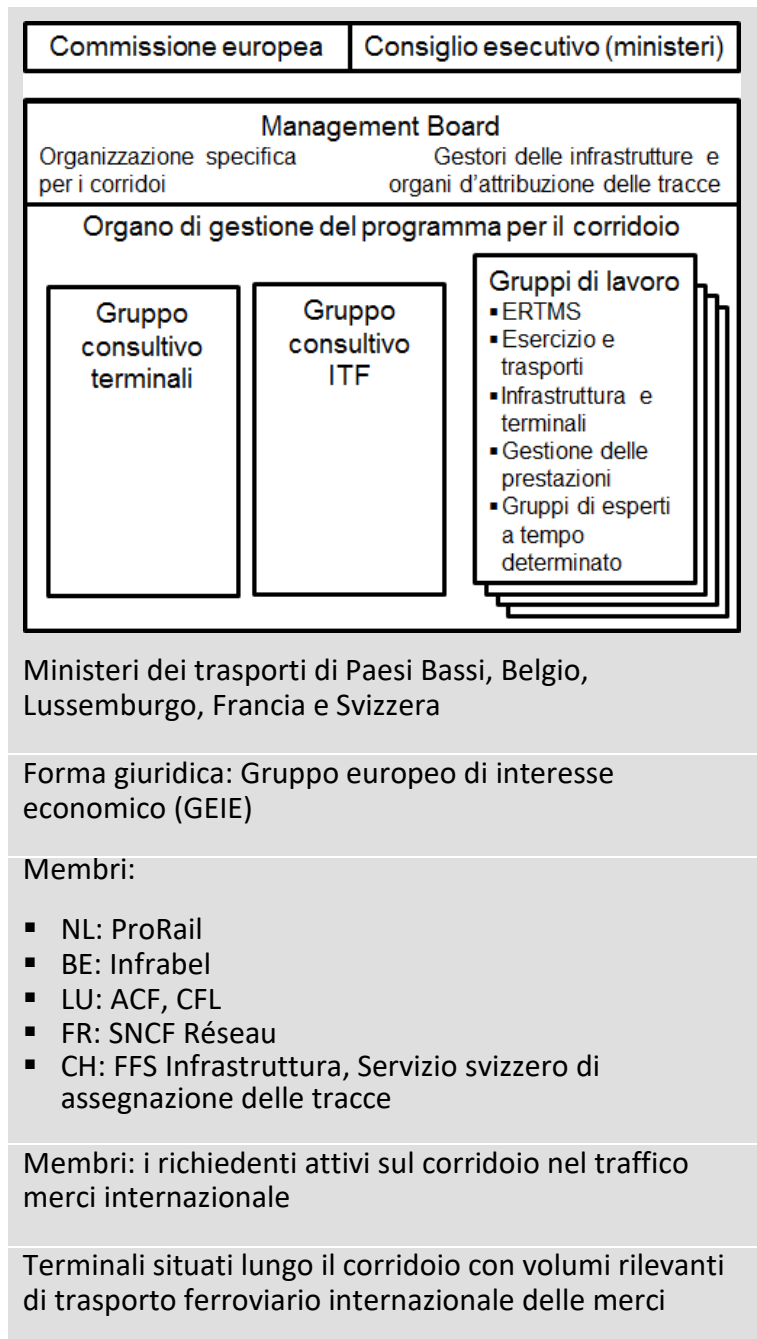 Commissione europea
Consiglio esecutivo (ministeri)
Management Board
Organizzazione specifica
per i corridoi
Gestori delle infrastrutture e
organi d'attribuzione delle tracce
Organo di gestione del programma per il corridoio
Gruppo
consultivo
terminali
Gruppo
consultivo
ITF
Gruppi di lavoro
▪ERTMS
▪Esercizio e
trasporti
▪Infrastruttura e
terminali
▪Gestione delle
prestazioni
▪Gruppi di esperti
a tempo
determinato
Ministeri dei trasporti di Paesi Bassi, Belgio,
Lussemburgo, Francia e Svizzera
Forma giuridica: Gruppo europeo di interesse
economico (GEIE)
Membri:
▪ NL: ProRail
▪ BE: Infrabel
▪ LU: ACF, CFL
▪ FR: SNCF Réseau
▪ CH: FFS Infrastruttura, Servizio svizzero di
assegnazione delle tracce
Membri: i richiedenti attivi sul corridoio nel traffico
merci internazionale
Terminali situati lungo il corridoio con volumi rilevanti
di trasporto ferroviario internazionale delle merci